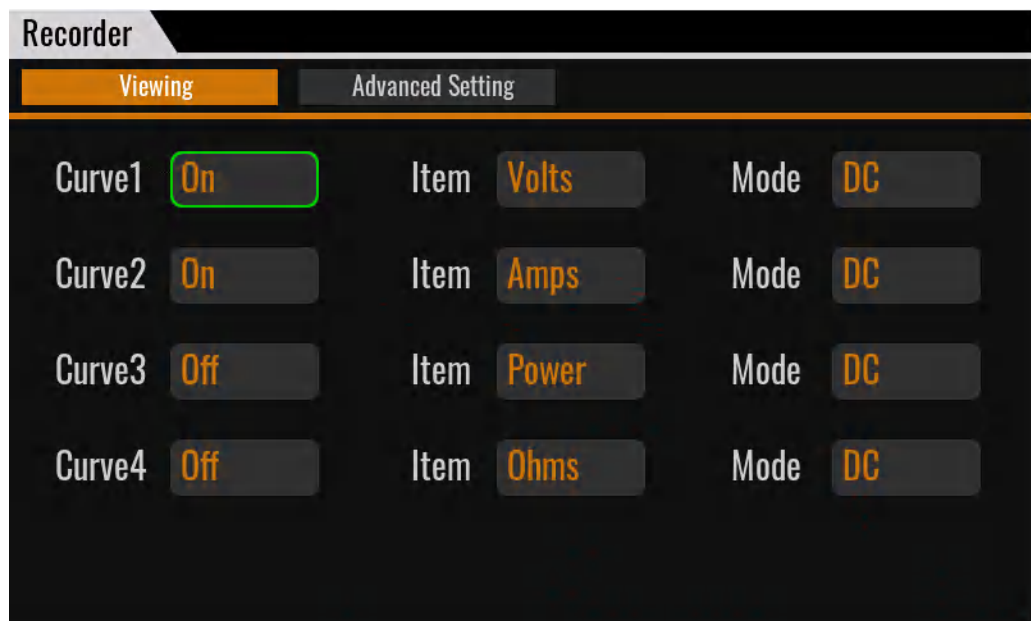 Recorder
Viewing Advanced Setting
Curve1 On Item Volts Mode DC
Curve2 On Item Amps Mode DC
Curve3 Off Item Power Mode DC
Curve4 Off Item Ohms Mode DC